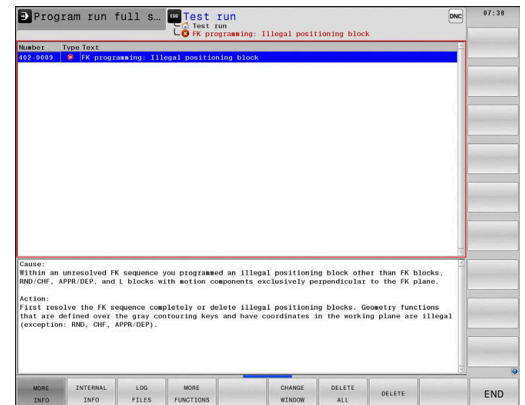 Program run full s...
ERR
Test run
DNC
07:38
Test run
FK programming: Illegal positioning block
Number Type Text
402-0009 FK programming: Illegal positioning block
Cause:
Within an unresolved FK sequence you programmed an illegal positioning block other than FK blocks,
RND/CHF, APPR/DEP, and L blocks with motion components exclusively perpendicular to the FK plane.
Action:
First resolve the FK sequence completely or delete illegal positioning blocks. Geometry functions
that are defined over the gray contouring keys and have coordinates in the working plane are illegal
(exception: RND, CHF, APPR/DEP).
MORE INFO
INTERNAL INFO
LOG FILES
MORE FUNCTIONS
CHANGE WINDOW
DELETE ALL
DELETE
END